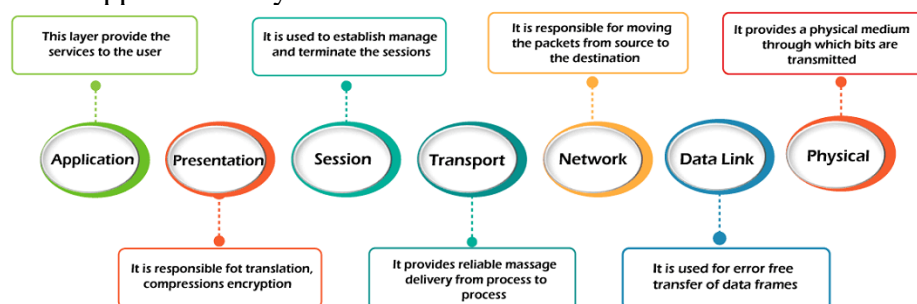 This layer provide the
services to the user
It is used to establish manage
and terminate the sessions
It is responsible for moving
the packets from source to
the destination
It provides a physical medium
through which bits are
transmitted
Application
Presentation
Session
Transport
Network
Data Link
Physical
It is responsible fot translation,
compressions encryption
It provides reliable massage
delivery from process to
process
It is used for error free
transfer of data frames